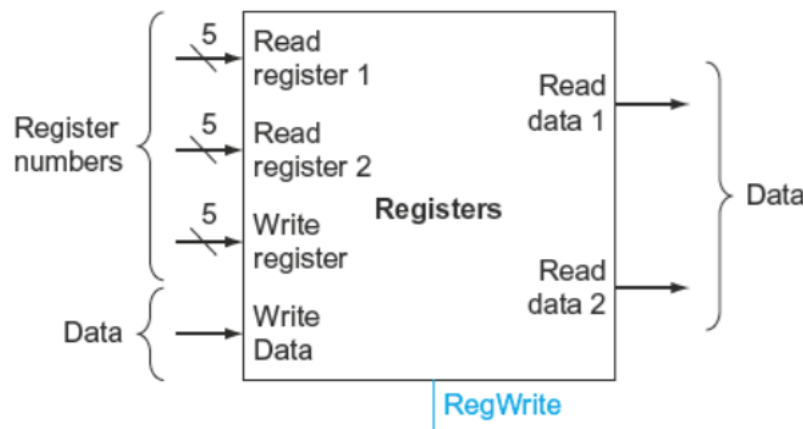 5
Read
register 1
5
Read
register 2
5
Write
register
Write
Data
Register
numbers
Data
Registers
Read
data 1
Read
data 2
Data
RegWrite